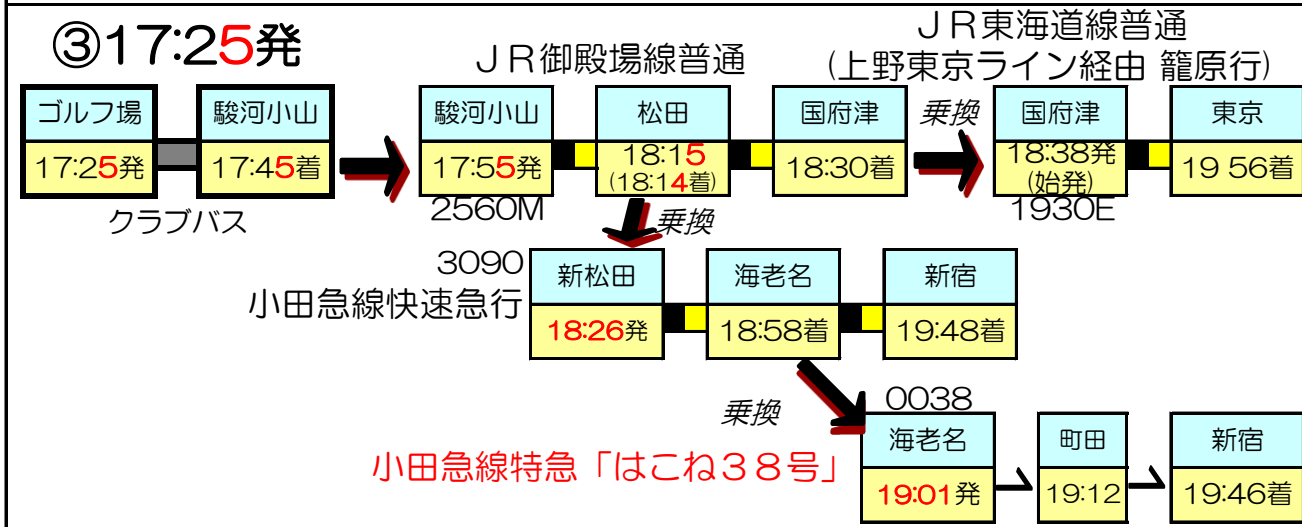 ③17:25発
ＪＲ御殿場線普通
ＪＲ東海道線普通
(上野東京ライン経由 籠原行)
ゴルフ場
駿河小山
17:25発
17:45着
クラブバス
駿河小山
松田
国府津
17:55発
18:15
(18:14着)
18:30着
2560M
乗換
国府津
東京
18:38発
(始発)
19 56着
1930E
乗換
3090
小田急線快速急行
新松田
海老名
新宿
18:26発
18:58着
19:48着
乗換
0038
小田急線特急「はこね３８号」
海老名
町田
新宿
19:01発
19:12
19:46着